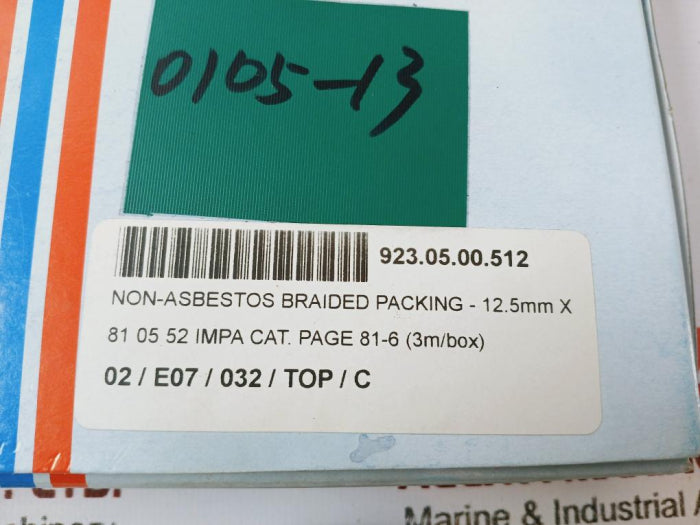 0105-13
923.05.00.512
NON-ASBESTOS BRAIDED PACKING - 12.5mm X
81 05 52 IMPA CAT. PAGE 81-6 (3m/box)
02 / E07 / 032 / TOP / C
Marine & Industrial